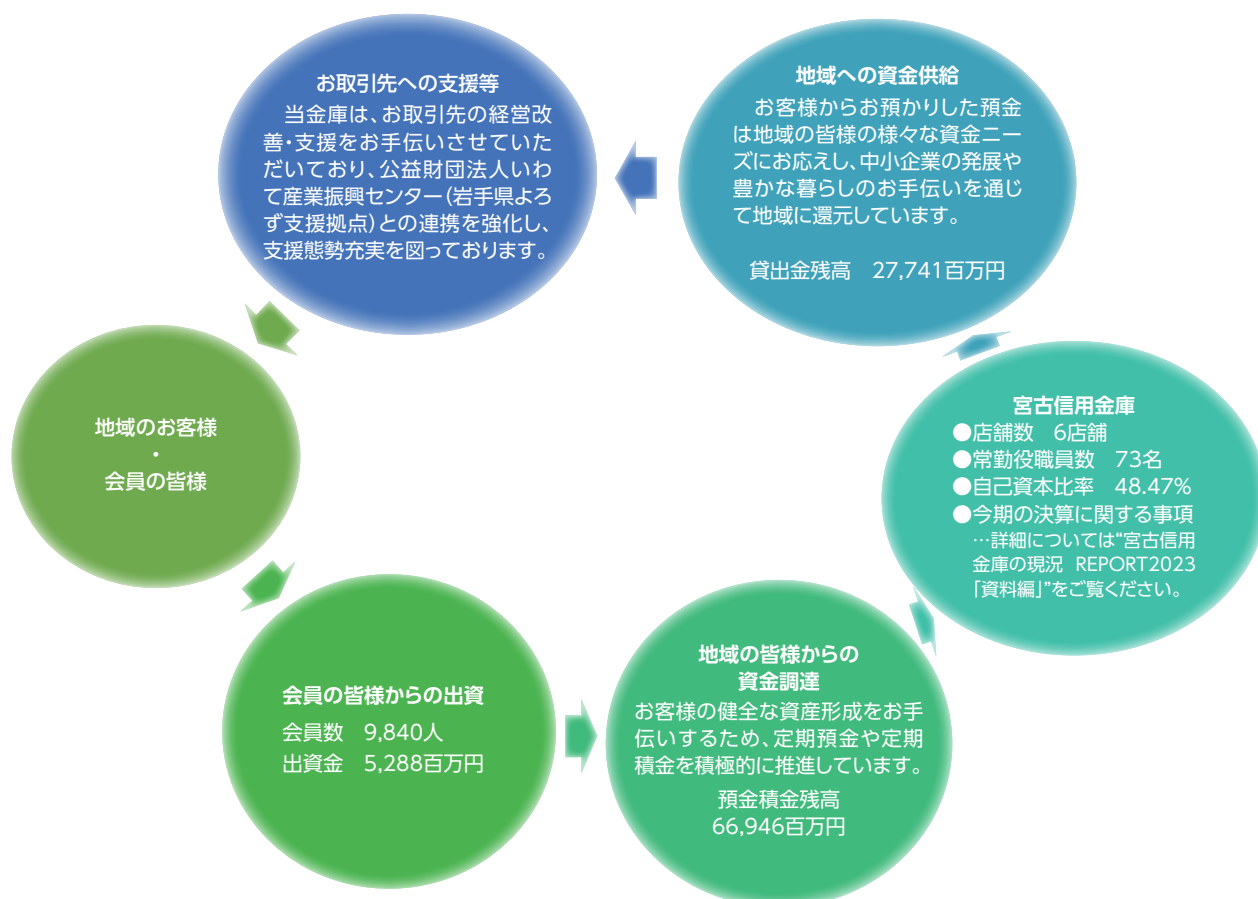 お取引先への支援等
当金庫は、お取引先の経営改
善・支援をお手伝いさせていた
だいており、公益財団法人いわ
て産業振興センター(岩手県よろ
ず支援拠点)との連携を強化し、
支援態勢充実を図っております。
地域への資金供給
お客様からお預かりした預金
は地域の皆様の様々な資金ニー
ズにお応えし、中小企業の発展や
豊かな暮らしのお手伝いを通じ
て地域に還元しています。
貸出金残高　27,741百万円
地域のお客様
・
会員の皆様
宮古信用金庫
●店舗数　6店舗
●常勤役職員数　73名
●自己資本比率　48.47%
●今期の決算に関する事項
…詳細については“宮古信用
金庫の現況 REPORT2023
「資料編」”をご覧ください。
会員の皆様からの出資
会員数　9,840人
出資金　5,288百万円
地域の皆様からの
資金調達
お客様の健全な資産形成をお手
伝いするため、定期預金や定期
積金を積極的に推進しています。
預金積金残高
66,946百万円